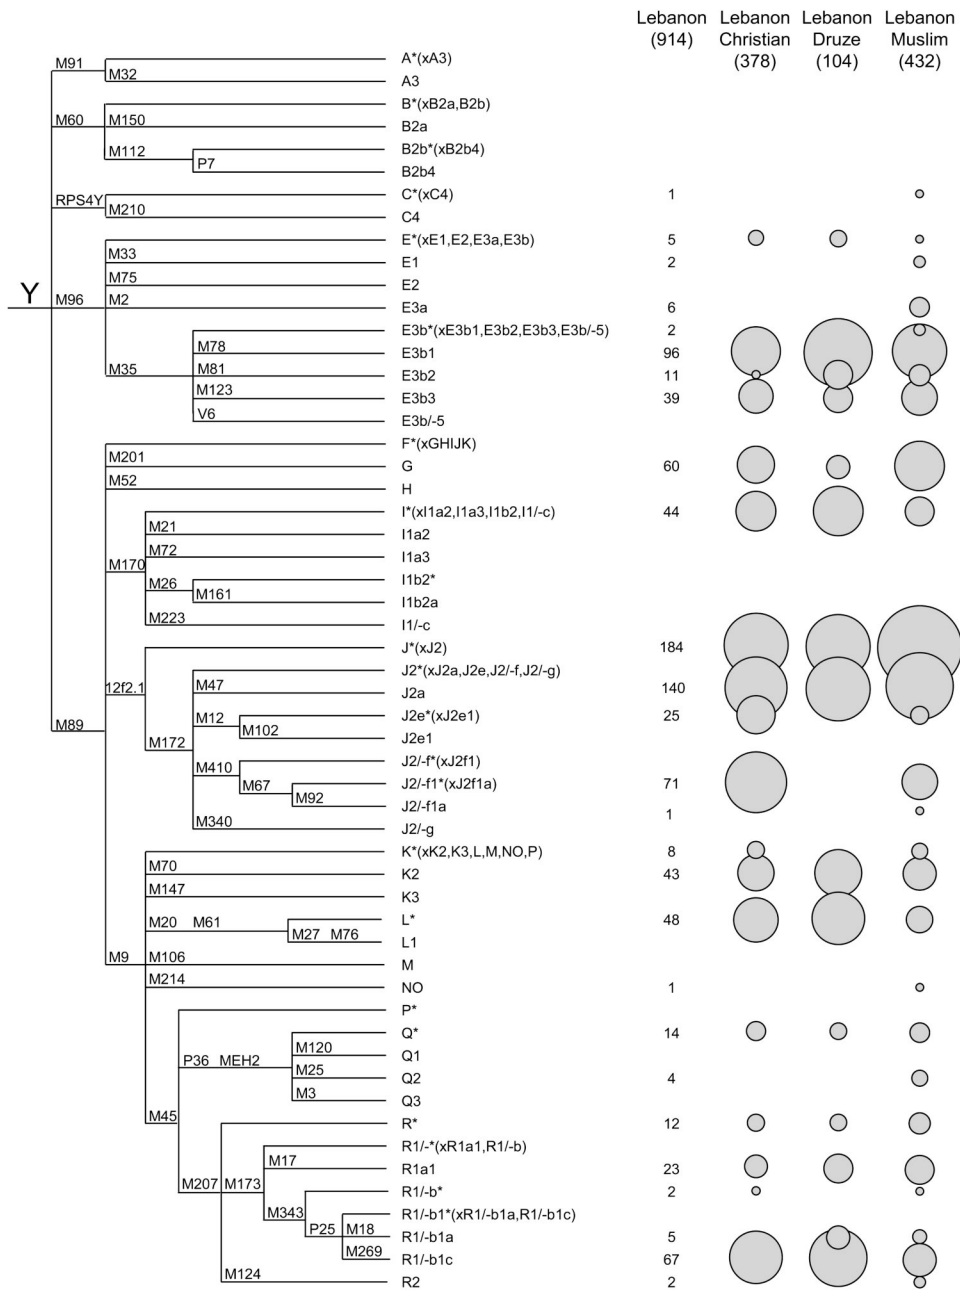 Lebanon Lebanon Lebanon Lebanon
(914) Christian Druze Muslim
(378) (104) (432)
M91 A*(xA3)
M32 A3
B*(xB2a,B2b)
M60 M150 B2a
M112 B2b*(xB2b4)
P7 B2b4
RPS4Y C*(xC4) 1
M210 C4
E*(xE1,E2,E3a,E3b) 5
M33 E1 2
M75 E2
Y M96 M2 E3a 6
E3b*(xE3b1,E3b2,E3b3,E3b/-5) 2
M78 E3b1 96
M35 M81 E3b2 11
M123 E3b3 39
V6 E3b/-5
F*(xGHIJK)
M201 G 60
M52 H
I*(xI1a2,I1a3,I1b2,I1/-c) 44
M21 I1a2
M170 M72 I1a3
M26 I1b2*
M161 I1b2a
M223 I1/-c
J*(xJ2) 184
J2*(xJ2a,J2e,J2/-f,J2/-g)
12f2.1 M47 J2a 140
M12 J2e*(xJ2e1) 25
M89 M102 J2e1
M172 J2/-f*(xJ2f1)
M410 M67 J2/-f1*(xJ2f1a) 71
M92 J2/-f1a 1
M340 J2/-g
K*(xK2,K3,L,M,NO,P) 8
M70 K2 43
M147 K3
M20 M61 L* 48
M27 M76 L1
M9 M106 M
M214 NO 1
P*
Q* 14
P36 MEH2 M120 Q1
M25 Q2 4
M3 Q3
M45 R* 12
R1/-*(xR1a1,R1/-b)
M17 R1a1 23
M207 M173 R1/-b* 2
M343 R1/-b1*(xR1/-b1a,R1/-b1c)
P25 M18 R1/-b1a 5
M269 R1/-b1c 67
M124 R2 2